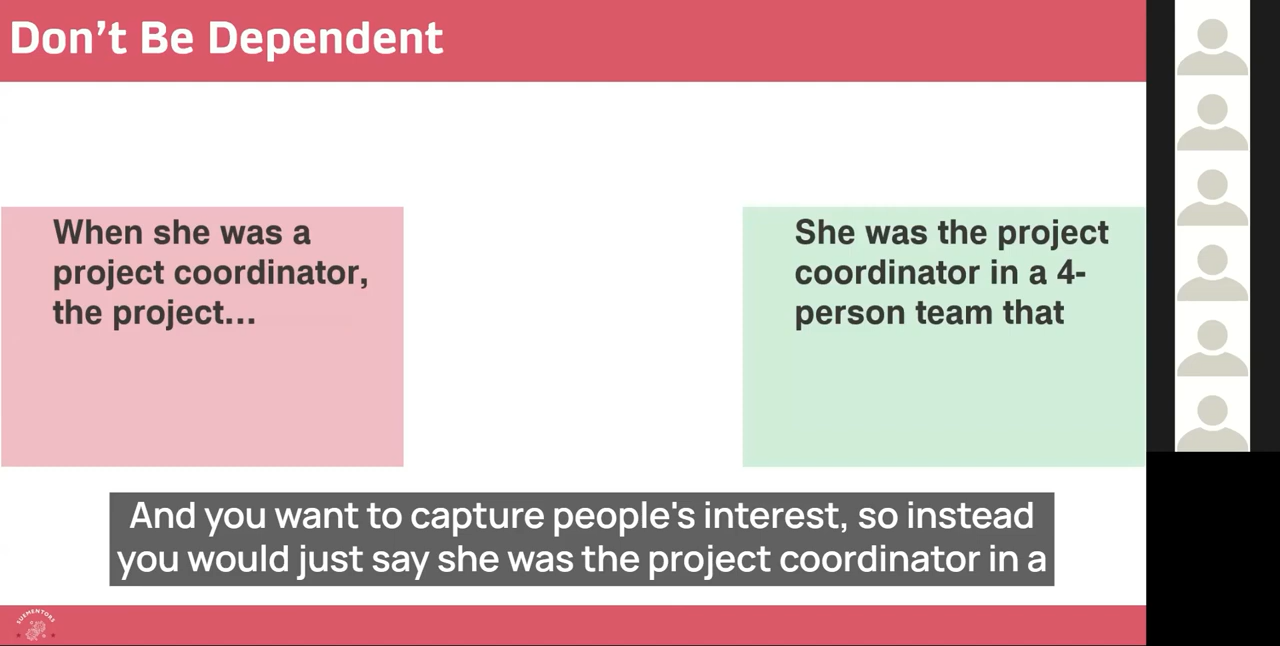 Don't Be Dependent
When she was a
project coordinator,
the project...
She was the project
coordinator in a 4-
person team that
And you want to capture people's interest, so instead
you would just say she was the project coordinator in a